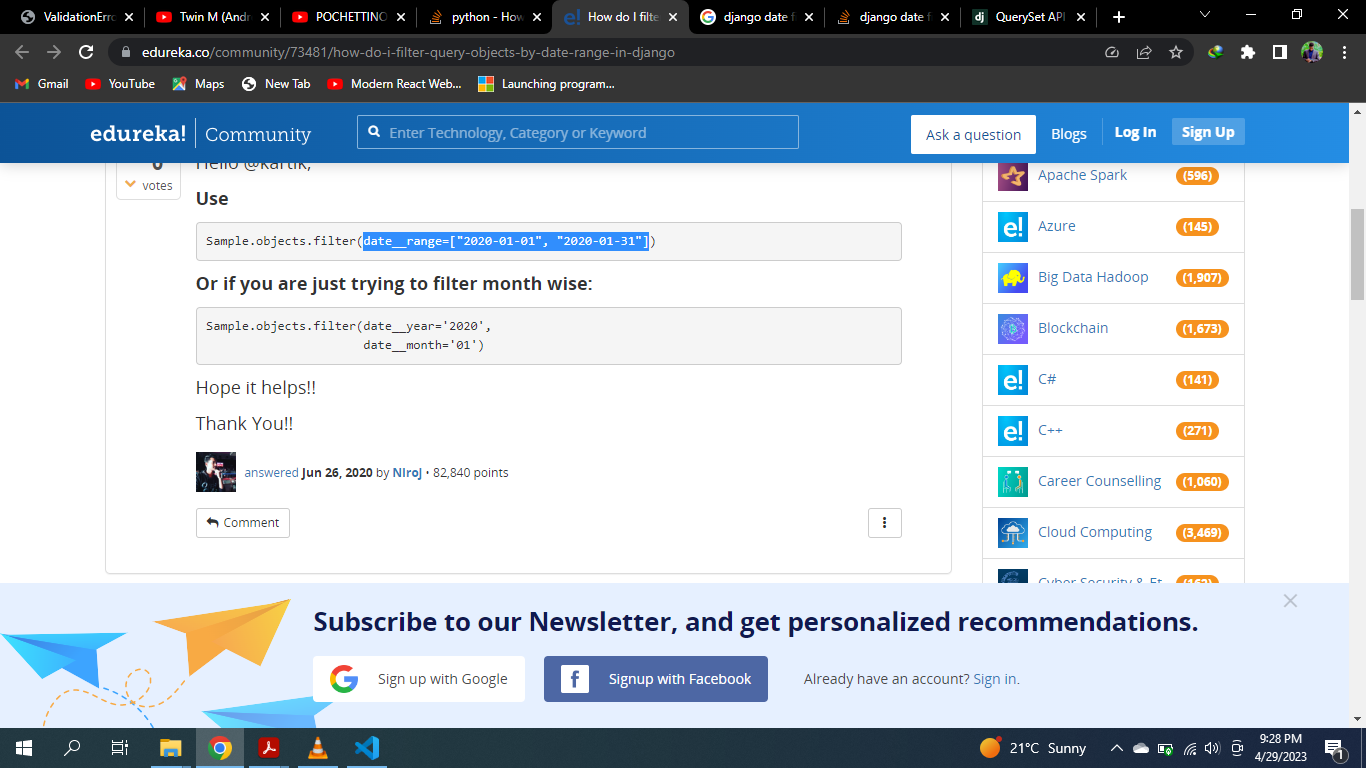 ValidationErro
Twin M (Andr
POCHETTINO
python - How
How do I filte
django date f
django date f
QuerySet API
edureka.co/community/73481/how-do-i-filter-query-objects-by-date-range-in-django
Gmail
YouTube
Maps
New Tab
Modern React Web...
Launching program...
edureka!
Community
Enter Technology, Category or Keyword
Ask a question
Blogs
Log In
Sign Up
Hello @kartik,
votes
Use
Sample.objects.filter(date__range=["2020-01-01", "2020-01-31"])
Or if you are just trying to filter month wise:
Sample.objects.filter(date__year='2020',
date__month='01')
Hope it helps!!
Thank You!!
answered Jun 26, 2020 by Niroj • 82,840 points
Comment
Apache Spark (596)
Azure (145)
Big Data Hadoop (1,907)
Blockchain (1,673)
C# (141)
C++ (271)
Career Counselling (1,060)
Cloud Computing (3,469)
Cyber Security & Et
Subscribe to our Newsletter, and get personalized recommendations.
Sign up with Google
Signup with Facebook
Already have an account? Sign in.
21°C Sunny
9:28 PM
4/29/2023
1